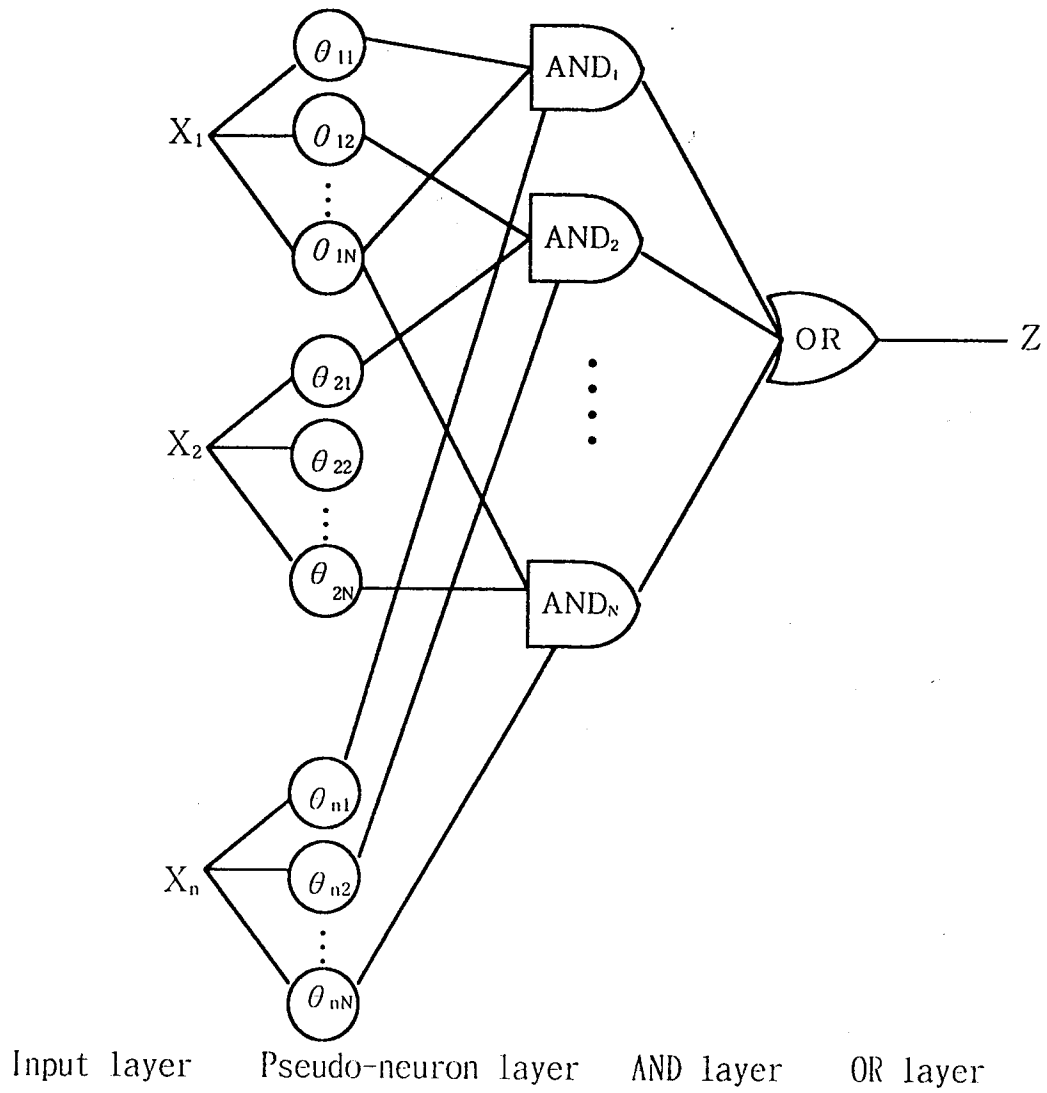 θ₁₁
AND₁
X₁
θ₁₂
θ₁N
AND₂
OR
Z
θ₂₁
X₂
θ₂₂
θ₂N
ANDN
θn1
Xn
θn2
θnN
Input layer
Pseudo-neuron layer
AND layer
OR layer